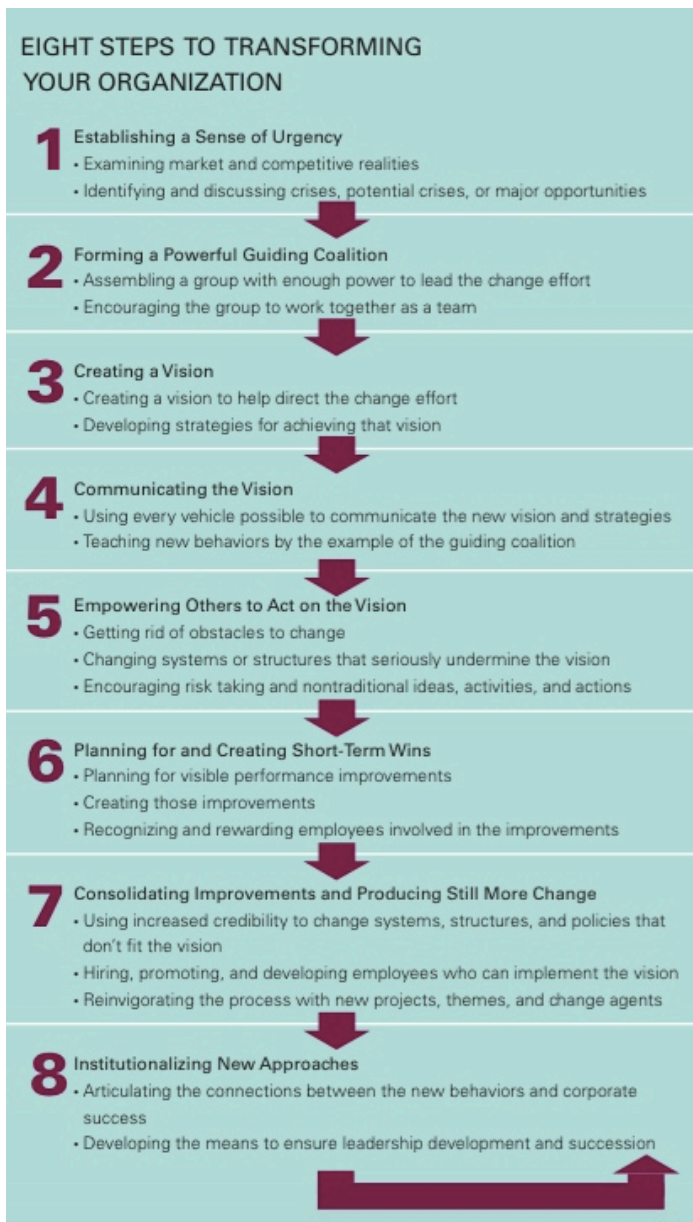 EIGHT STEPS TO TRANSFORMING
YOUR ORGANIZATION
1 Establishing a Sense of Urgency
• Examining market and competitive realities
• Identifying and discussing crises, potential crises, or major opportunities
2 Forming a Powerful Guiding Coalition
• Assembling a group with enough power to lead the change effort
• Encouraging the group to work together as a team
3 Creating a Vision
• Creating a vision to help direct the change effort
• Developing strategies for achieving that vision
4 Communicating the Vision
• Using every vehicle possible to communicate the new vision and strategies
• Teaching new behaviors by the example of the guiding coalition
5 Empowering Others to Act on the Vision
• Getting rid of obstacles to change
• Changing systems or structures that seriously undermine the vision
• Encouraging risk taking and nontraditional ideas, activities, and actions
6 Planning for and Creating Short-Term Wins
• Planning for visible performance improvements
• Creating those improvements
• Recognizing and rewarding employees involved in the improvements
7 Consolidating Improvements and Producing Still More Change
• Using increased credibility to change systems, structures, and policies that
don't fit the vision
• Hiring, promoting, and developing employees who can implement the vision
• Reinvigorating the process with new projects, themes, and change agents
8 Institutionalizing New Approaches
• Articulating the connections between the new behaviors and corporate
success
• Developing the means to ensure leadership development and succession